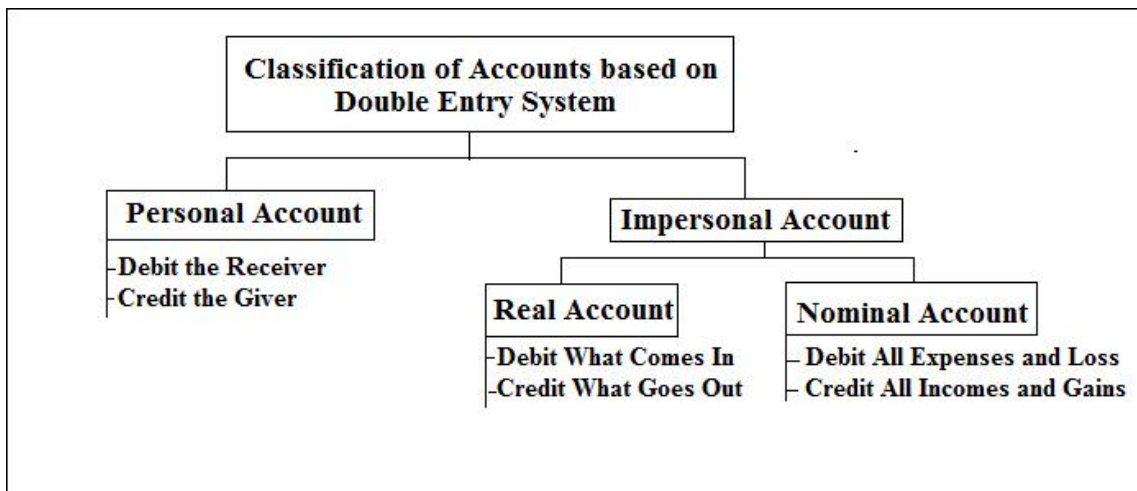 Classification of Accounts based on
Double Entry System
Personal Account
Debit the Receiver
Credit the Giver
Impersonal Account
Real Account
Debit What Comes In
Credit What Goes Out
Nominal Account
Debit All Expenses and Loss
Credit All Incomes and Gains